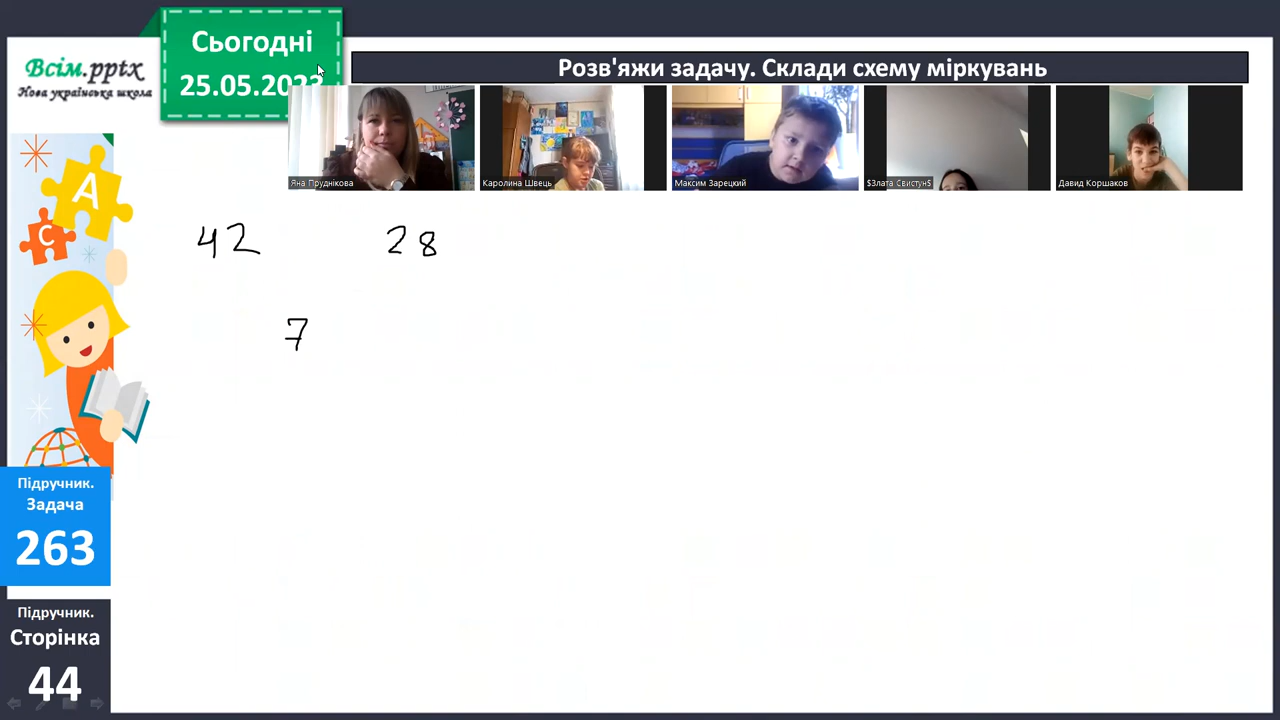 Сьогодні
25.05.2023
Всім.pptx
Нова українська школа
Розв'яжи задачу. Склади схему міркувань
Яна Пруднікова
Каролина Швець
Максим Зарецкий
$Злата Свистун$
Давид Коршаков
А
С
42 28
7
Підручник.
Задача
263
Підручник.
Сторінка
44